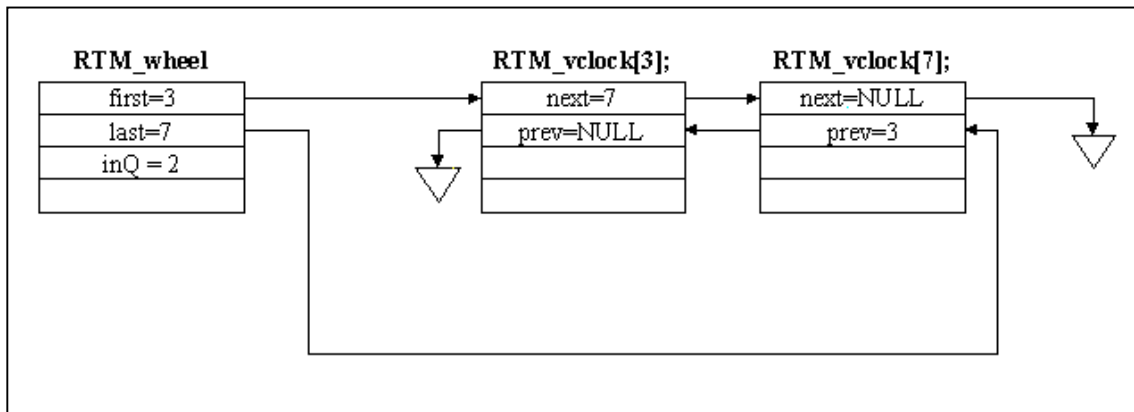 RTM_wheel
first=3
last=7
inQ = 2
RTM_vclock[3];
next=7
prev=NULL
RTM_vclock[7];
next=NULL
prev=3